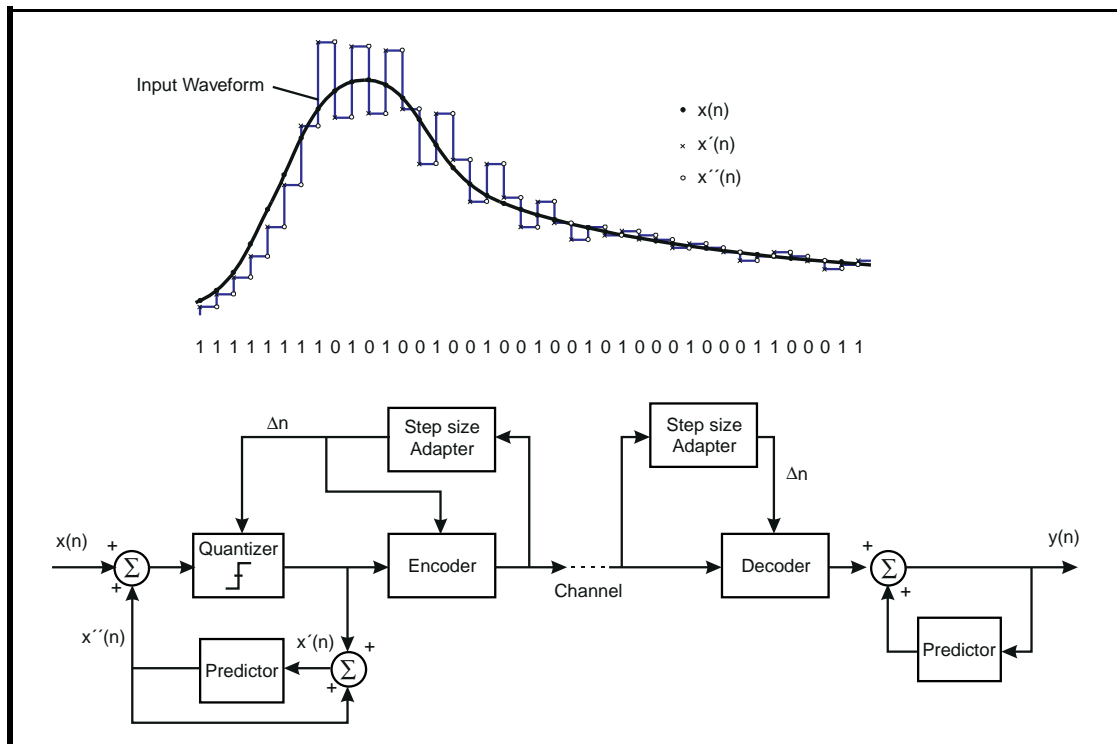 Input Waveform
x(n)
x´(n)
x´´(n)
1 1 1 1 1 1 1 1 0 1 0 1 0 0 1 0 0 1 0 0 1 0 0 1 0 1 0 0 0 1 0 0 0 1 1 0 0 0 1 1
Δn
Step size
Adapter
Step size
Adapter
Δn
x(n)
+
Σ
+
Quantizer
Encoder
Channel
Decoder
+
Σ
+
y(n)
x´´(n)
Predictor
x´(n)
+
Σ
+
Predictor